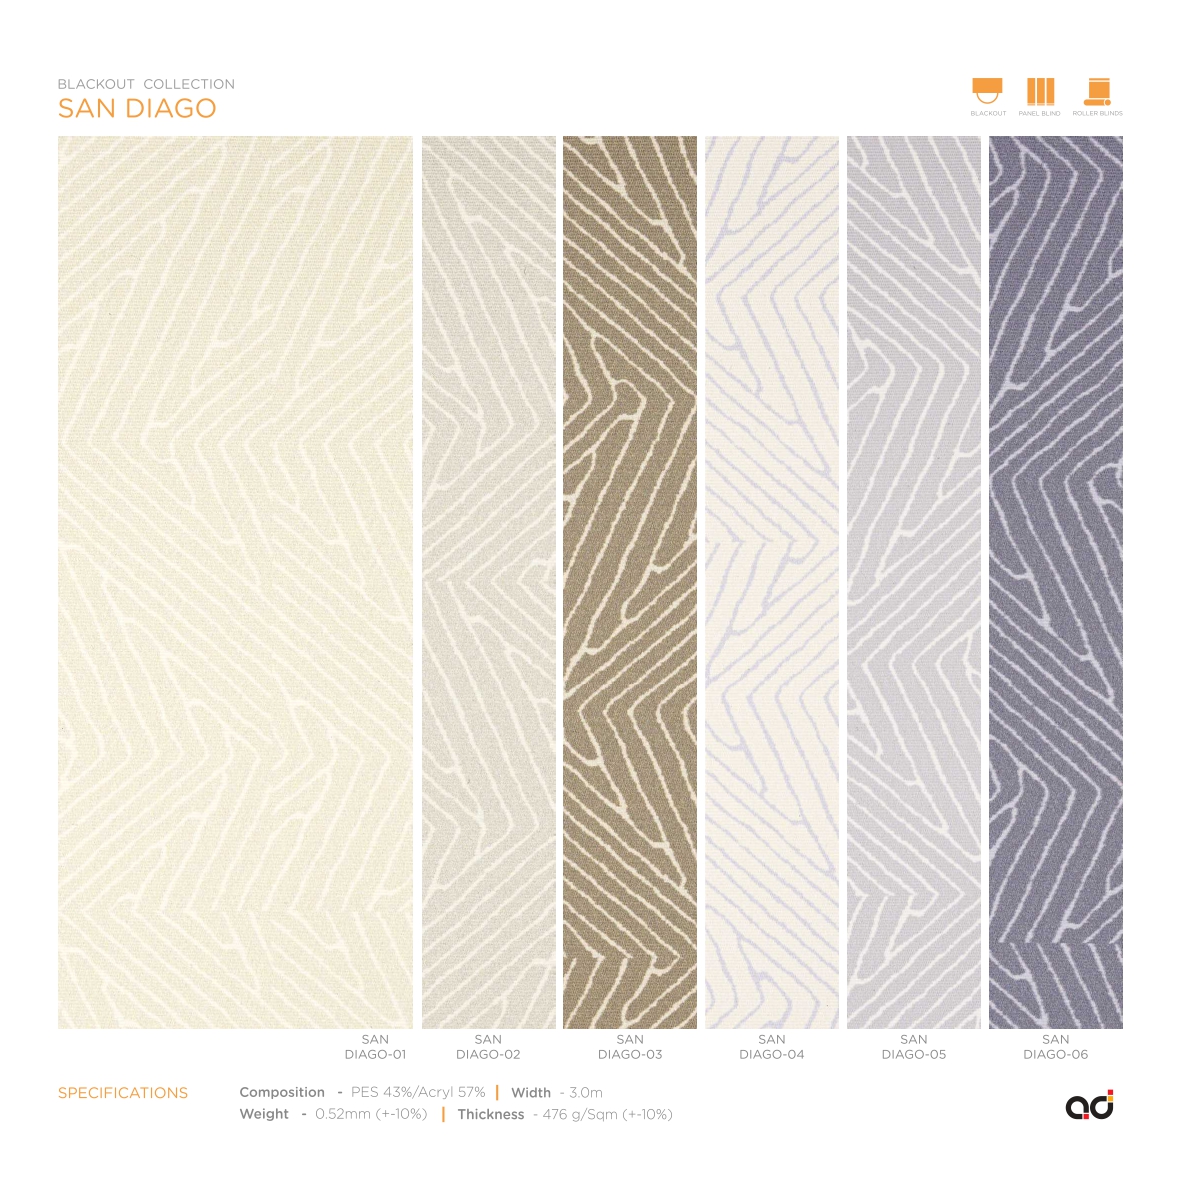 BLACKOUT COLLECTION
SAN DIAGO
BLACKOUT PANEL BLIND ROLLER BLINDS
SAN DIAGO-01
SAN DIAGO-02
SAN DIAGO-03
SAN DIAGO-04
SAN DIAGO-05
SAN DIAGO-06
SPECIFICATIONS
Composition - PES 43%/Acryl 57% | Width - 3.0m
Weight - 0.52mm (+-10%) | Thickness - 476 g/Sqm (+-10%)
ad